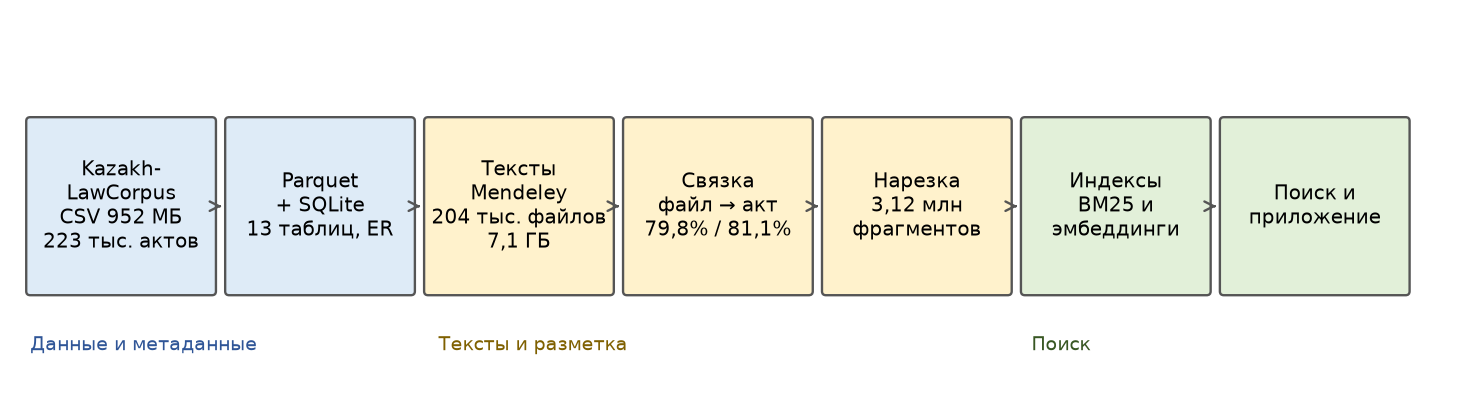 Kazakh-
LawCorpus
CSV 952 МБ
223 тыс. актов
Parquet
+ SQLite
13 таблиц, ER
Тексты
Mendeley
204 тыс. файлов
7,1 ГБ
Связка
файл → акт
79,8% / 81,1%
Нарезка
3,12 млн
фрагментов
Индексы
BM25 и
эмбеддинги
Поиск и
приложение
Данные и метаданные
Тексты и разметка
Поиск